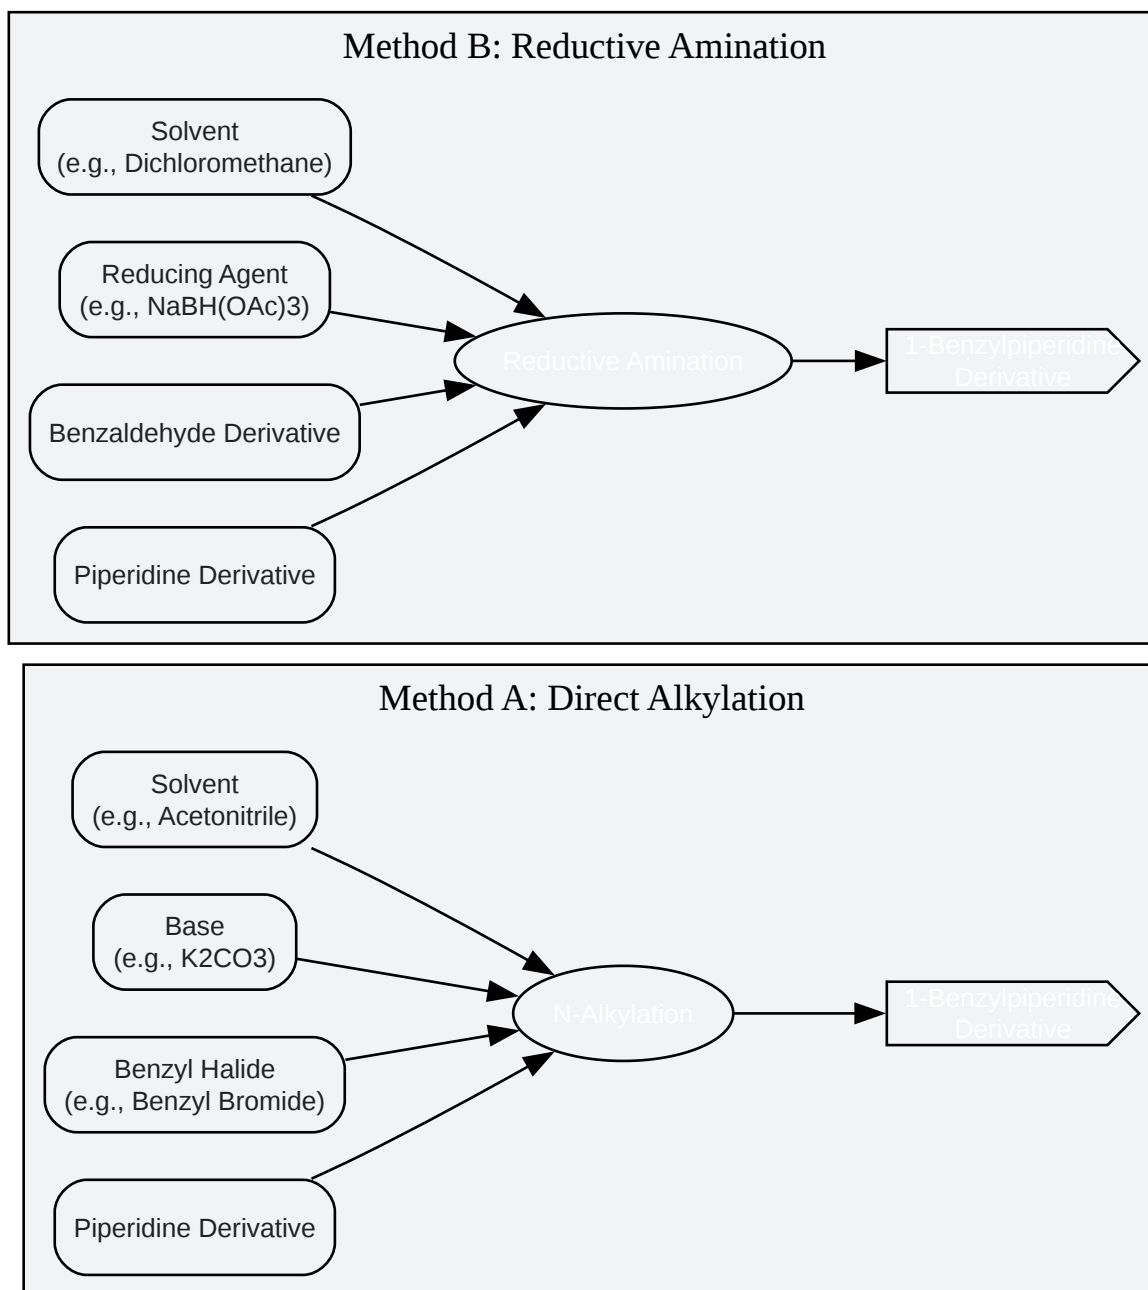 Method B: Reductive Amination
Solvent
(e.g., Dichloromethane)
Reducing Agent
(e.g., NaBH(OAc)3)
Benzaldehyde Derivative
Piperidine Derivative
Reductive Amination
1-Benzylpiperidine
Derivative
Method A: Direct Alkylation
Solvent
(e.g., Acetonitrile)
Base
(e.g., K2CO3)
Benzyl Halide
(e.g., Benzyl Bromide)
Piperidine Derivative
N-Alkylation
1-Benzylpiperidine
Derivative